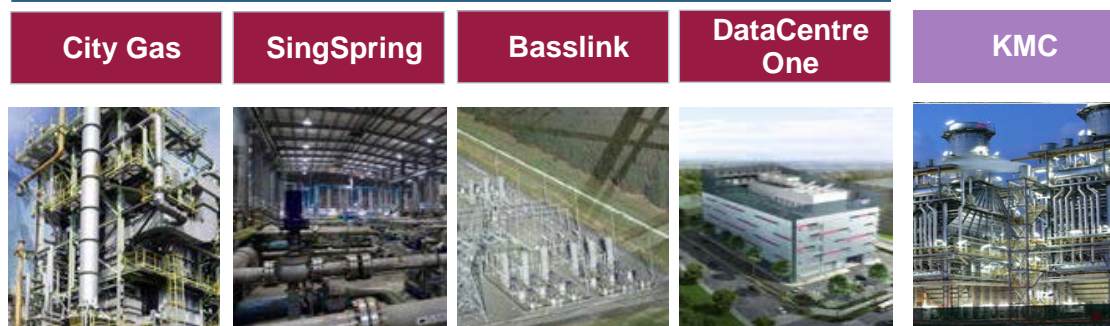 City Gas
SingSpring
Basslink
DataCentre
One
KMC